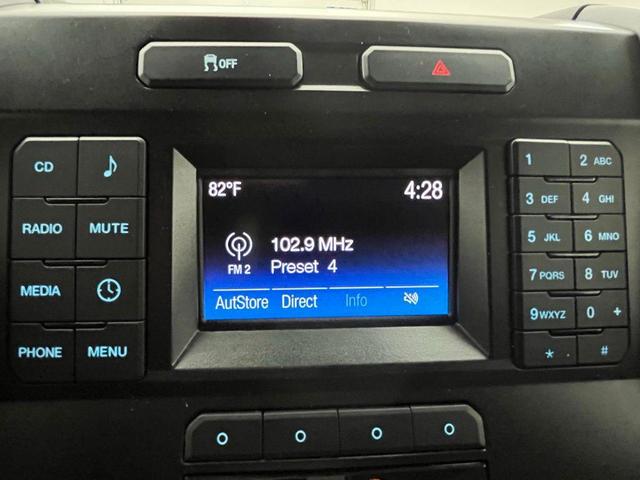 OFF
CD
RADIO
MUTE
MEDIA
PHONE
MENU
82°F
4:28
FM 2
102.9 MHz
Preset 4
AutStore
Direct
Info
1
2 ABC
3 DEF
4 GHI
5 JKL
6 MNO
7 PQRS
8 TUV
9 WXYZ
0 +
*
#